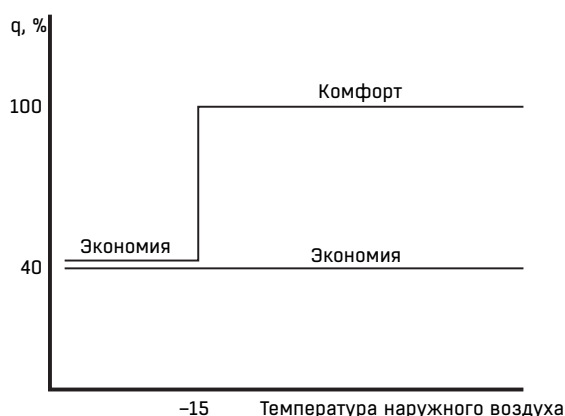 q, %
100
Комфорт
Экономия
40
Экономия
–15
Температура наружного воздуха